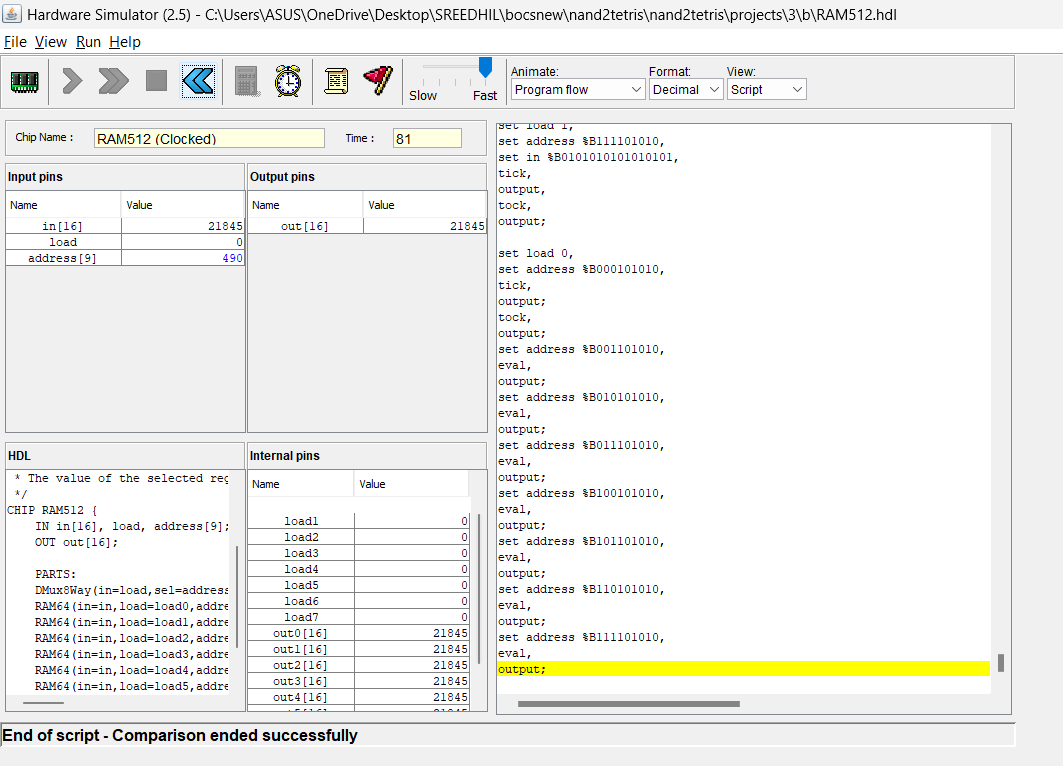 Hardware Simulator (2.5) - C:\Users\ASUS\OneDrive\Desktop\SREEDHIL\bocsnew\nand2tetris\nand2tetris\projects\3\b\RAM512.hdl
File View Run Help
Slow Fast
Animate:
Program flow
Format:
Decimal
View:
Script
Chip Name :
RAM512 (Clocked)
Time :
81
Input pins
Name Value
in[16] 21845
load 0
address[9] 490
Output pins
Name Value
out[16] 21845
HDL
* The value of the selected reg
*/
CHIP RAM512 {
IN in[16], load, address[9];
OUT out[16];
PARTS:
DMux8Way(in=load,sel=address
RAM64(in=in,load=load0,addre
RAM64(in=in,load=load1,addre
RAM64(in=in,load=load2,addre
RAM64(in=in,load=load3,addre
RAM64(in=in,load=load4,addre
RAM64(in=in,load=load5,addre
Internal pins
Name Value
load1 0
load2 0
load3 0
load4 0
load5 0
load6 0
load7 0
out0[16] 21845
out1[16] 21845
out2[16] 21845
out3[16] 21845
out4[16] 21845
set load 1,
set address %B111101010,
set in %B0101010101010101,
tick,
output,
tock,
output;
set load 0,
set address %B000101010,
tick,
output;
tock,
output;
set address %B001101010,
eval,
output;
set address %B010101010,
eval,
output;
set address %B011101010,
eval,
output;
set address %B100101010,
eval,
output;
set address %B101101010,
eval,
output;
set address %B110101010,
eval,
output;
set address %B111101010,
eval,
output;
End of script - Comparison ended successfully